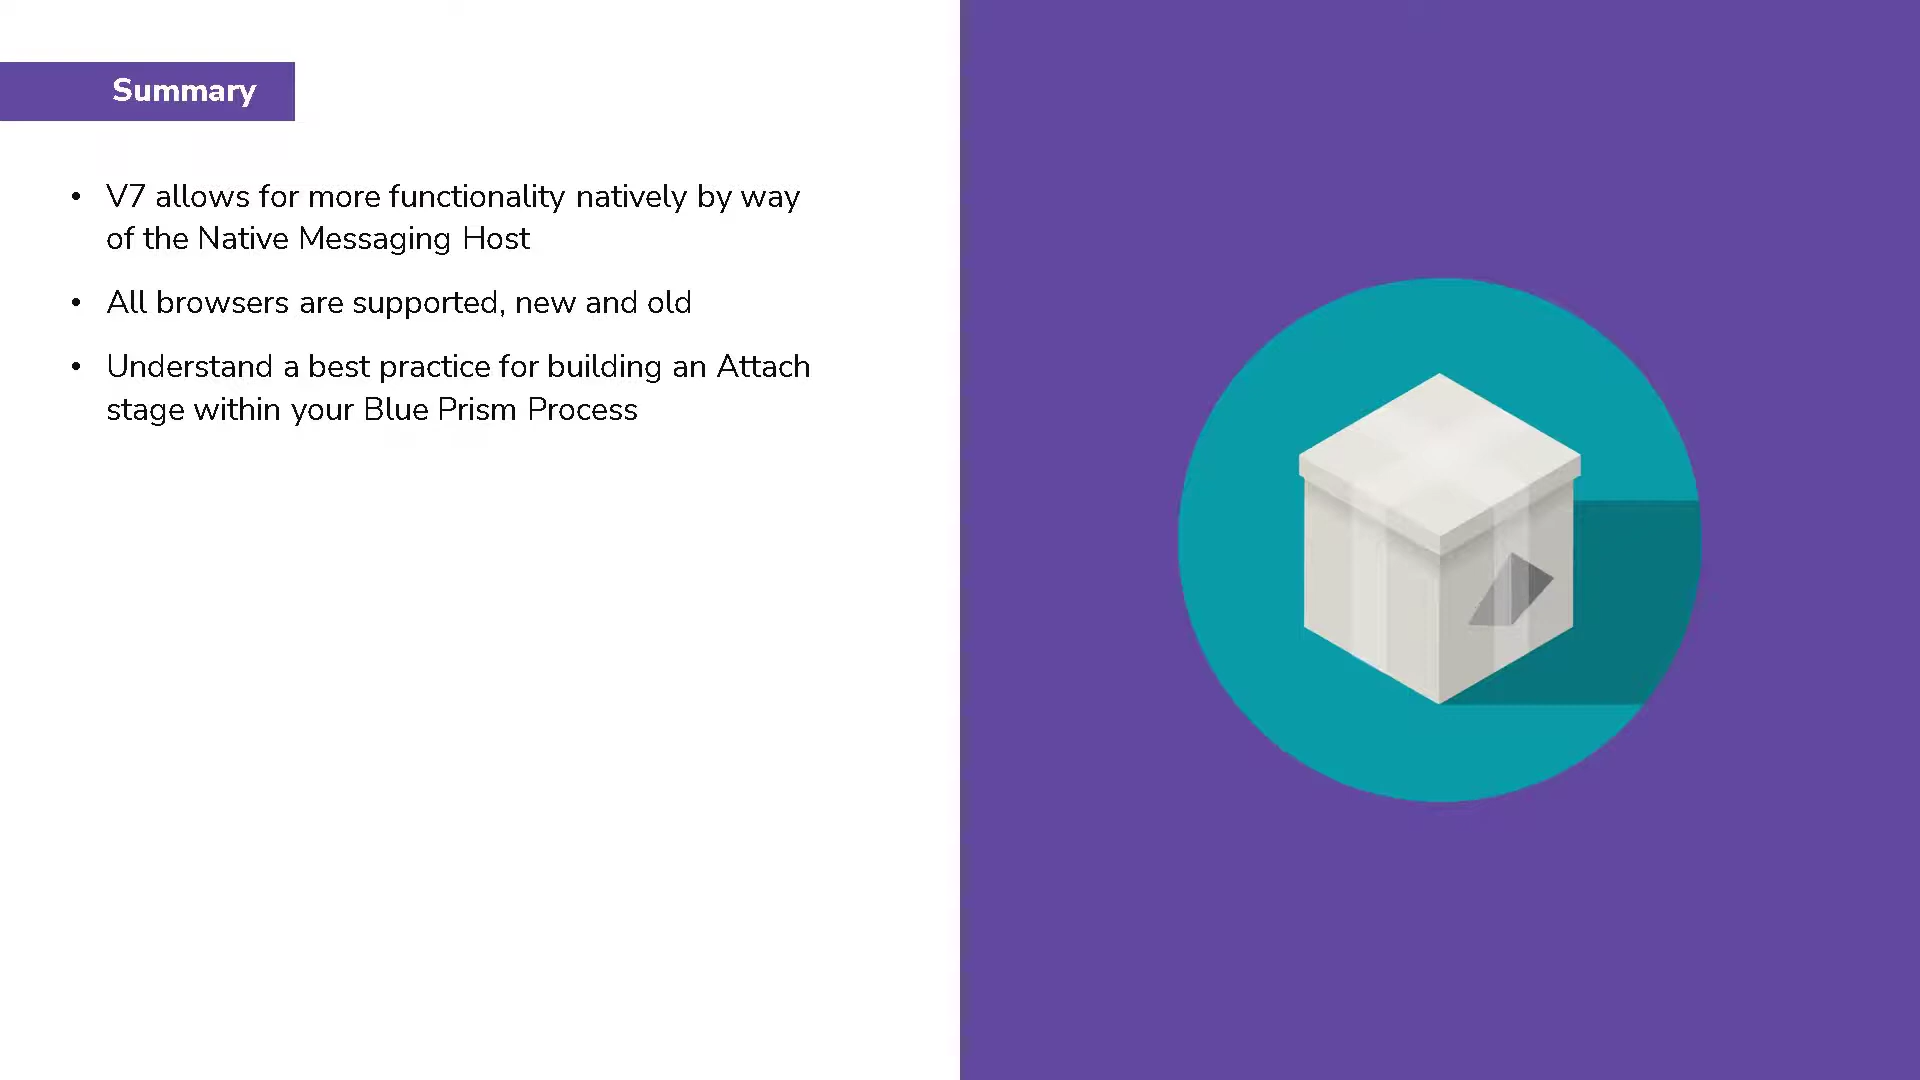 Summary
• V7 allows for more functionality natively by way
of the Native Messaging Host
• All browsers are supported, new and old
• Understand a best practice for building an Attach
stage within your Blue Prism Process